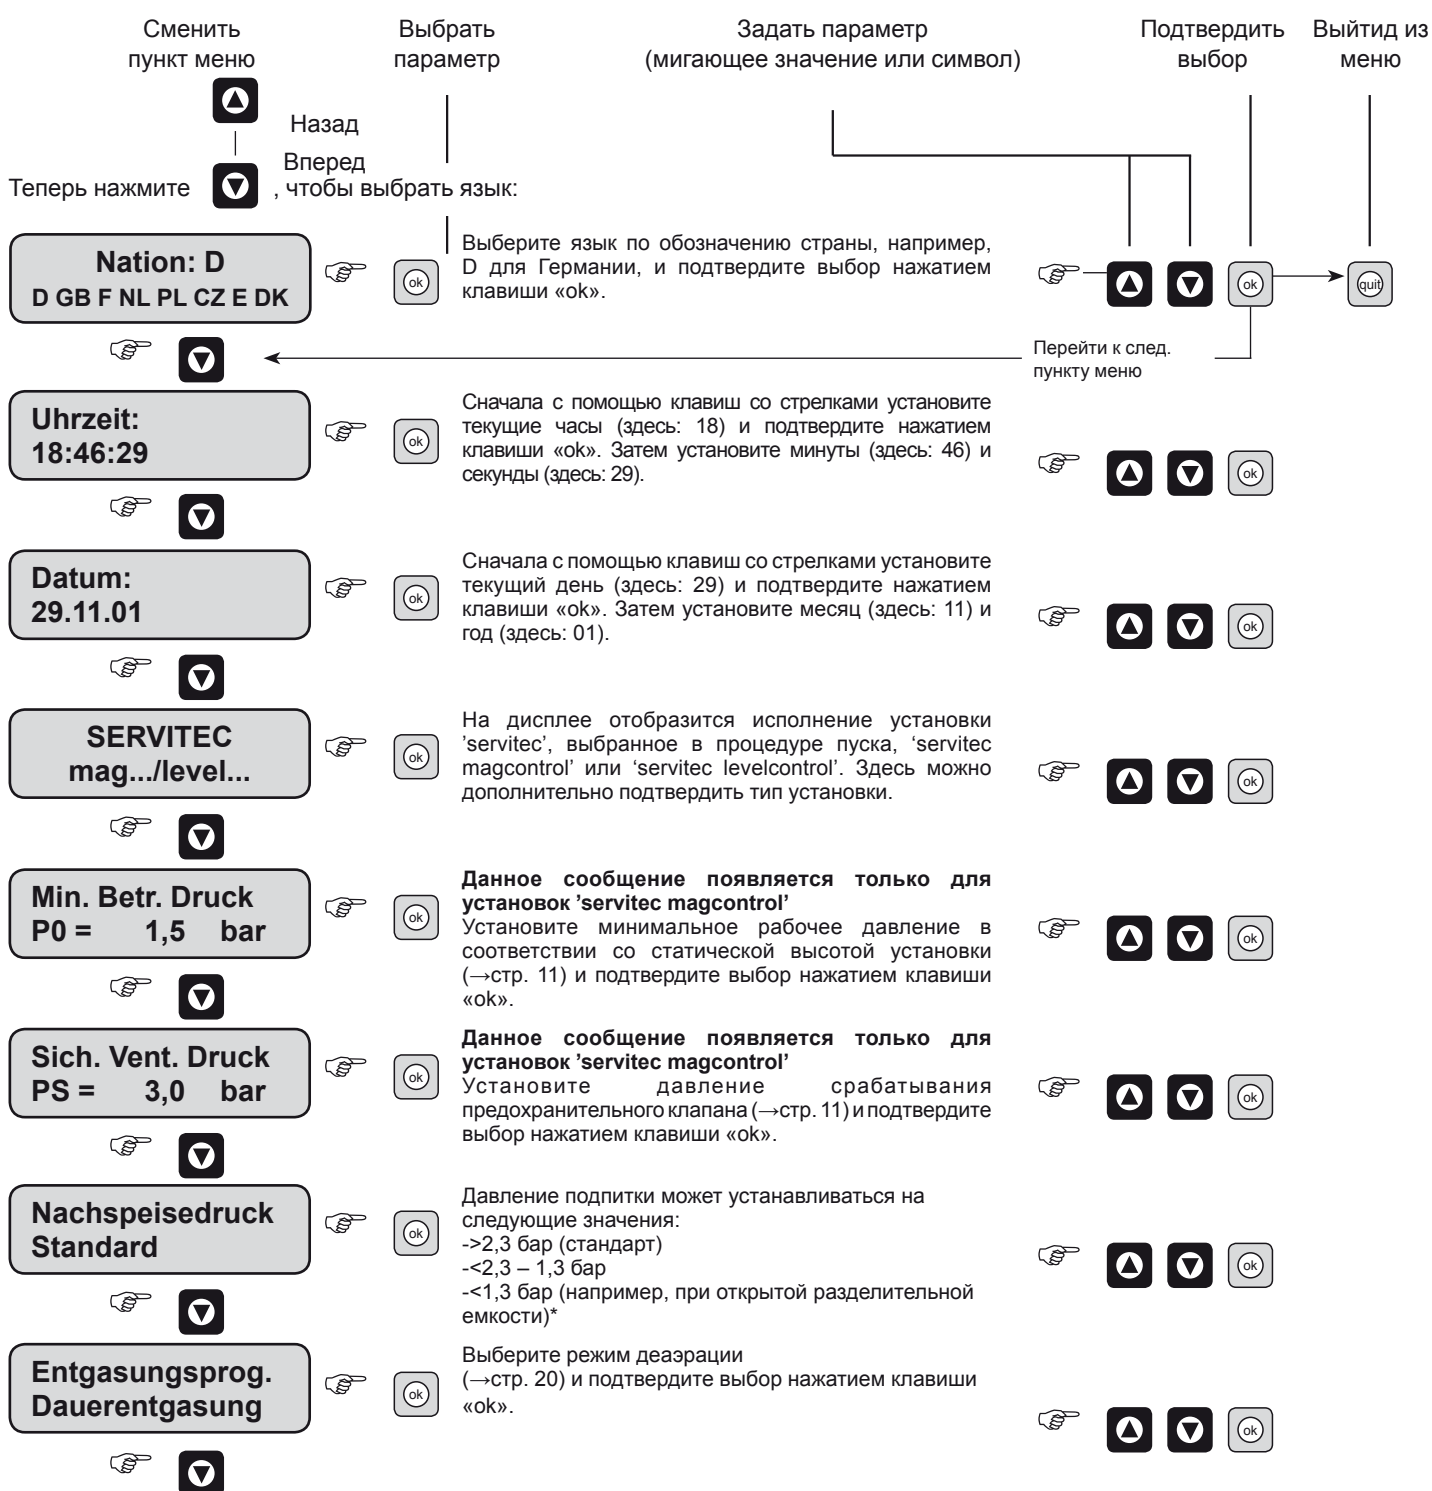 Сменить
пункт меню
Выбрать
параметр
Задать параметр
(мигающее значение или символ)
Подтвердить
выбор
Выйтид из
меню
Назад
Вперед
Теперь нажмите , чтобы выбрать язык:
Nation: D
D GB F NL PL CZ E DK
ok
Выберите язык по обозначению страны, например,
D для Германии, и подтвердите выбор нажатием
клавиши «ok».
ok
quit
Перейти к след.
пункту меню
Uhrzeit:
18:46:29
ok
Сначала с помощью клавиш со стрелками установите
текущие часы (здесь: 18) и подтвердите нажатием
клавиши «ok». Затем установите минуты (здесь: 46) и
секунды (здесь: 29).
ok
Datum:
29.11.01
ok
Сначала с помощью клавиш со стрелками установите
текущий день (здесь: 29) и подтвердите нажатием
клавиши «ok». Затем установите месяц (здесь: 11) и
год (здесь: 01).
ok
SERVITEC
mag.../level...
ok
На дисплее отобразится исполнение установки
’servitec’, выбранное в процедуре пуска, ‘servitec
magcontrol’ или ‘servitec levelcontrol’. Здесь можно
дополнительно подтвердить тип установки.
ok
Min. Betr. Druck
P0 = 1,5 bar
ok
Данное сообщение появляется только для
установок ’servitec magcontrol’
Установите минимальное рабочее давление в
соответствии со статической высотой установки
(→стр. 11) и подтвердите выбор нажатием клавиши
«ok».
ok
Sich. Vent. Druck
PS = 3,0 bar
ok
Данное сообщение появляется только для
установок ’servitec magcontrol’
Установите давление срабатывания
предохранительного клапана (→стр. 11) и подтвердите
выбор нажатием клавиши «ok».
ok
Nachspeisedruck
Standard
ok
Давление подпитки может устанавливаться на
следующие значения:
->2,3 бар (стандарт)
-<2,3 – 1,3 бар
-<1,3 бар (например, при открытой разделительной
емкости)*
ok
Entgasungsprog.
Dauerentgasung
ok
Выберите режим деаэрации
(→стр. 20) и подтвердите выбор нажатием клавиши
«ok».
ok